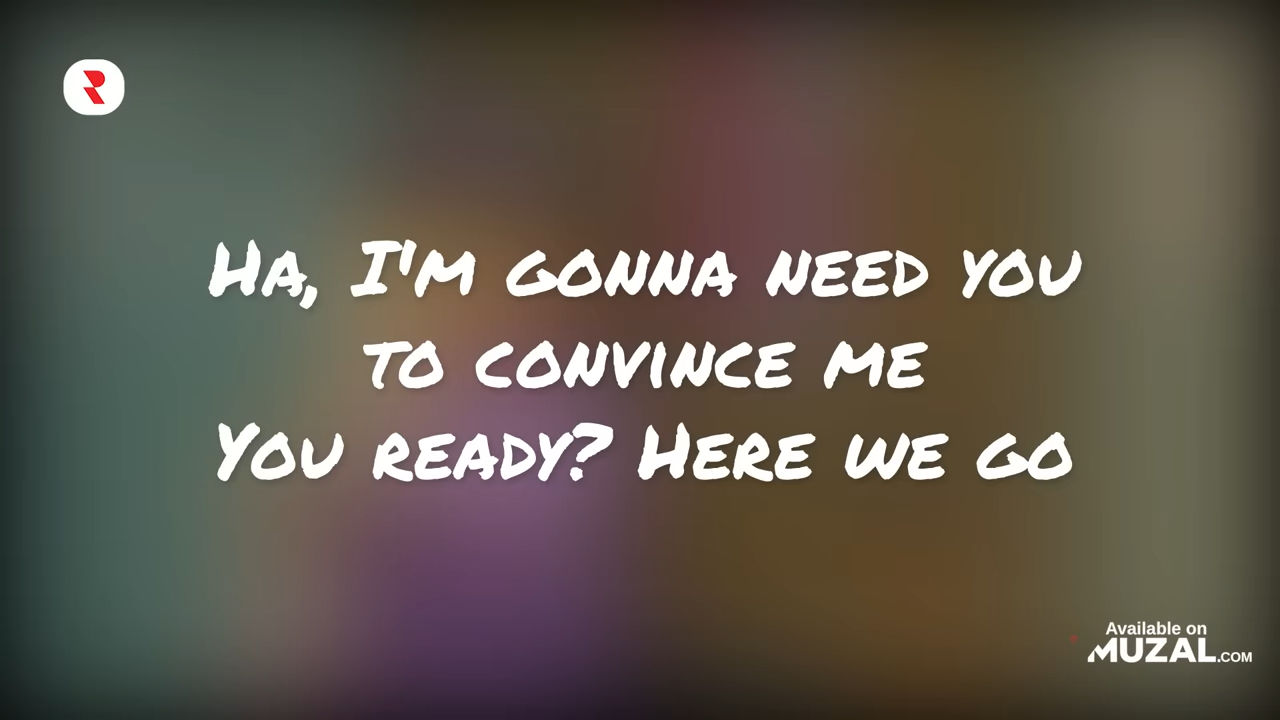 Ha, I'm gonna need you
to convince me
You ready? Here we go
Available on
MUZAL.COM